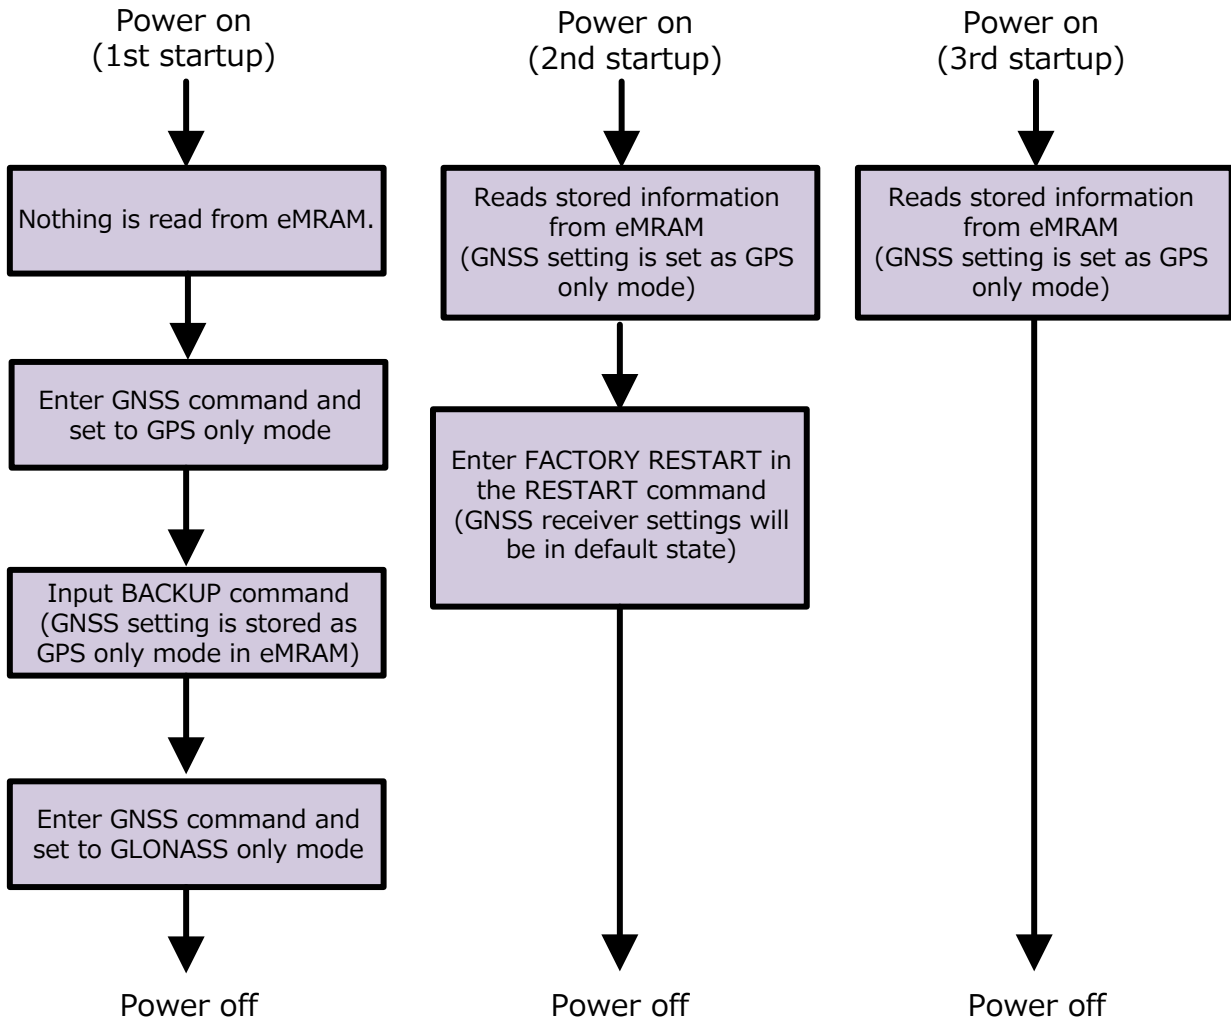 Power on
(1st startup)
Nothing is read from eMRAM.
Enter GNSS command and
set to GPS only mode
Input BACKUP command
(GNSS setting is stored as
GPS only mode in eMRAM)
Enter GNSS command and
set to GLONASS only mode
Power off
Power on
(2nd startup)
Reads stored information
from eMRAM
(GNSS setting is set as GPS
only mode)
Enter FACTORY RESTART in
the RESTART command
(GNSS receiver settings will
be in default state)
Power off
Power on
(3rd startup)
Reads stored information
from eMRAM
(GNSS setting is set as GPS
only mode)
Power off